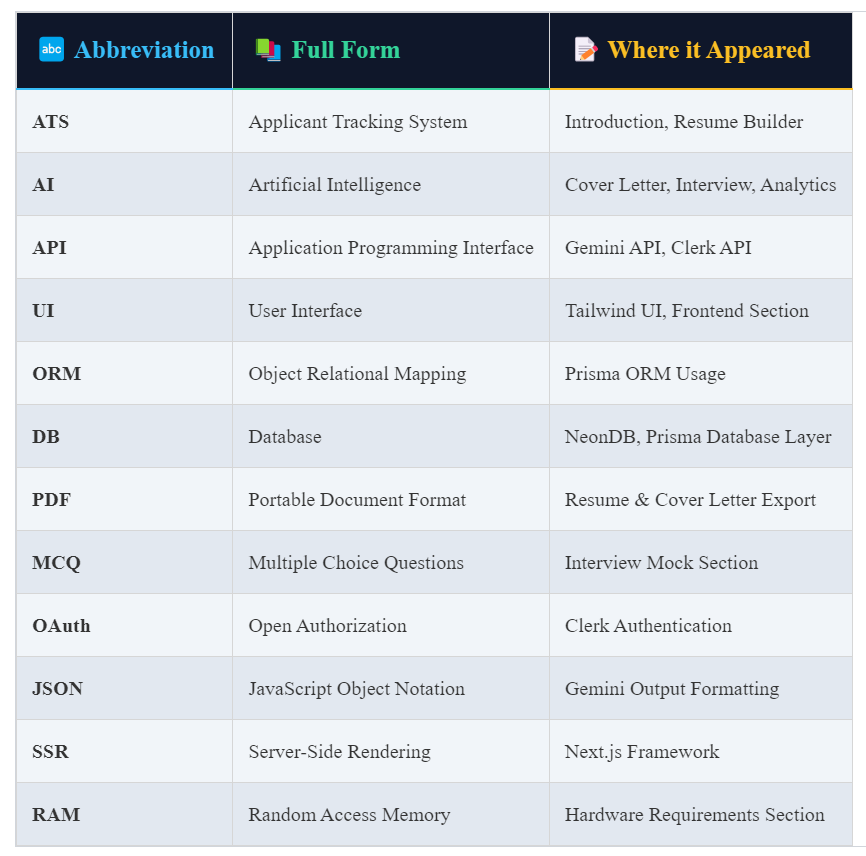 abc Abbreviation Full Form Where it Appeared
ATS Applicant Tracking System Introduction, Resume Builder
AI Artificial Intelligence Cover Letter, Interview, Analytics
API Application Programming Interface Gemini API, Clerk API
UI User Interface Tailwind UI, Frontend Section
ORM Object Relational Mapping Prisma ORM Usage
DB Database NeonDB, Prisma Database Layer
PDF Portable Document Format Resume & Cover Letter Export
MCQ Multiple Choice Questions Interview Mock Section
OAuth Open Authorization Clerk Authentication
JSON JavaScript Object Notation Gemini Output Formatting
SSR Server-Side Rendering Next.js Framework
RAM Random Access Memory Hardware Requirements Section